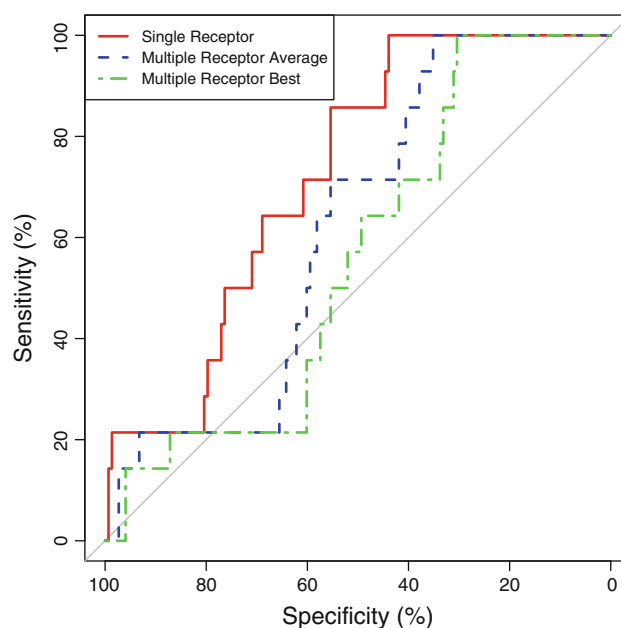 Single Receptor
Multiple Receptor Average
Multiple Receptor Best
100
80
60
40
20
0
Sensitivity (%)
100
80
60
40
20
0
Specificity (%)